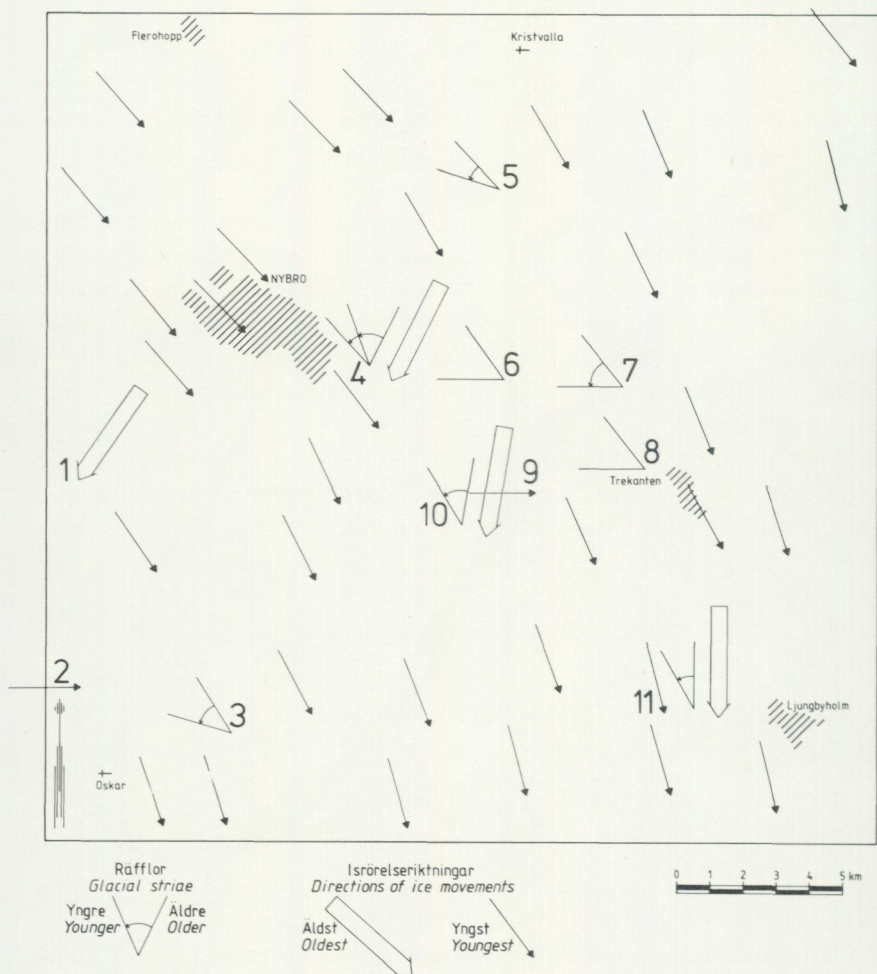 Flerohopp
Kristvalla
5
NYBRO
4
6
7
1
9
8
10
Trekanten
2
11
3
Ljungbyholm
Oskar
Räfflor
Glacial striae
Yngre
Younger
Äldre
Older
Isrörelseriktningar
Directions of ice movements
Äldst
Oldest
Yngst
Youngest
0 1 2 3 4 5 km